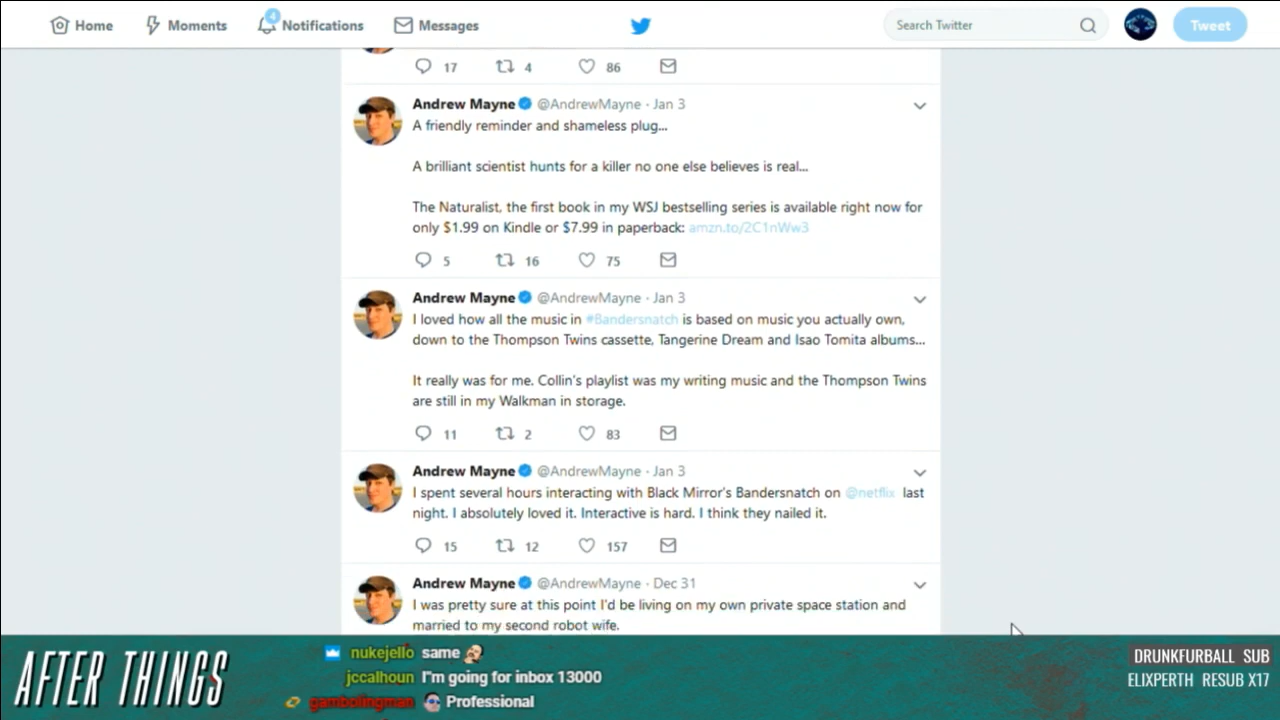 Home Moments 4 Notifications Messages Search Twitter Tweet
17 4 86
Andrew Mayne @AndrewMayne · Jan 3
A friendly reminder and shameless plug...
A brilliant scientist hunts for a killer no one else believes is real...
The Naturalist, the first book in my WSJ bestselling series is available right now for
only $1.99 on Kindle or $7.99 in paperback: amzn.to/2C1nWw3
5 16 75
Andrew Mayne @AndrewMayne · Jan 3
I loved how all the music in #Bandersnatch is based on music you actually own,
down to the Thompson Twins cassette, Tangerine Dream and Isao Tomita albums...
It really was for me. Collin's playlist was my writing music and the Thompson Twins
are still in my Walkman in storage.
11 2 83
Andrew Mayne @AndrewMayne · Jan 3
I spent several hours interacting with Black Mirror's Bandersnatch on @netflix last
night. I absolutely loved it. Interactive is hard. I think they nailed it.
15 12 157
Andrew Mayne @AndrewMayne · Dec 31
I was pretty sure at this point I'd be living on my own private space station and
married to my second robot wife.
AFTER THINGS
nukejello same
jccalhoun I"m going for inbox 13000
gambolingman Professional
DRUNKFURBALL SUB
ELIXPERTH RESUB X17